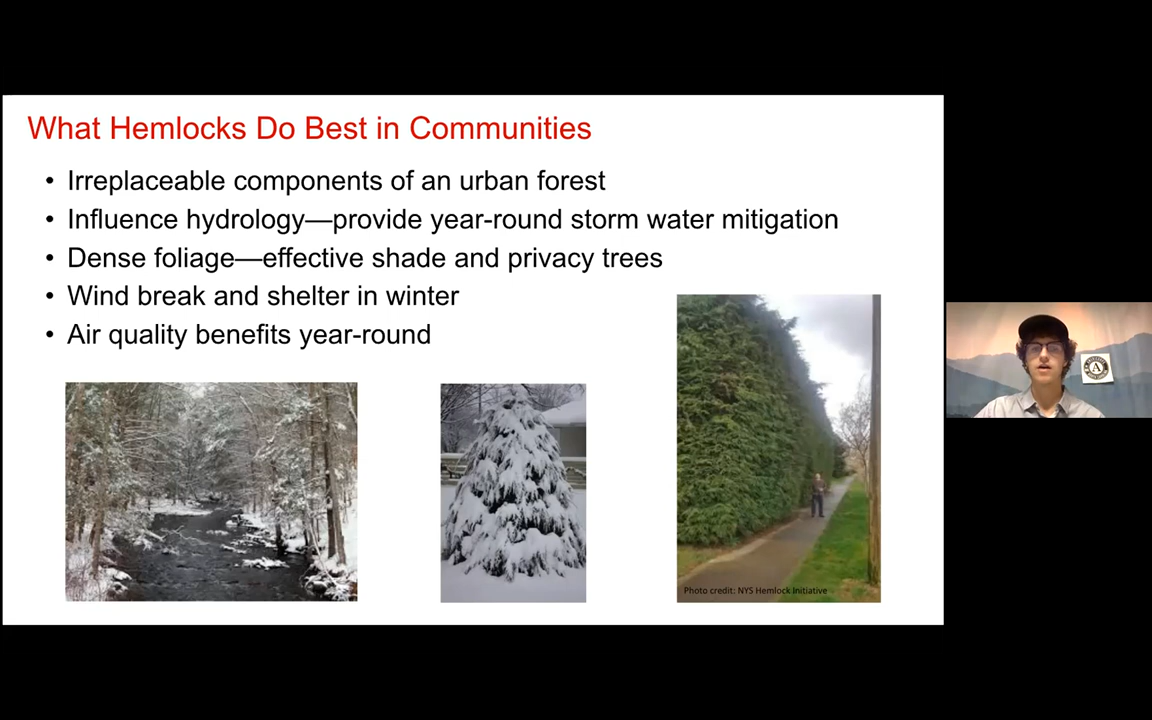 What Hemlocks Do Best in Communities
• Irreplaceable components of an urban forest
• Influence hydrology—provide year-round storm water mitigation
• Dense foliage—effective shade and privacy trees
• Wind break and shelter in winter
• Air quality benefits year-round
Photo credit: NYS Hemlock Initiative
A